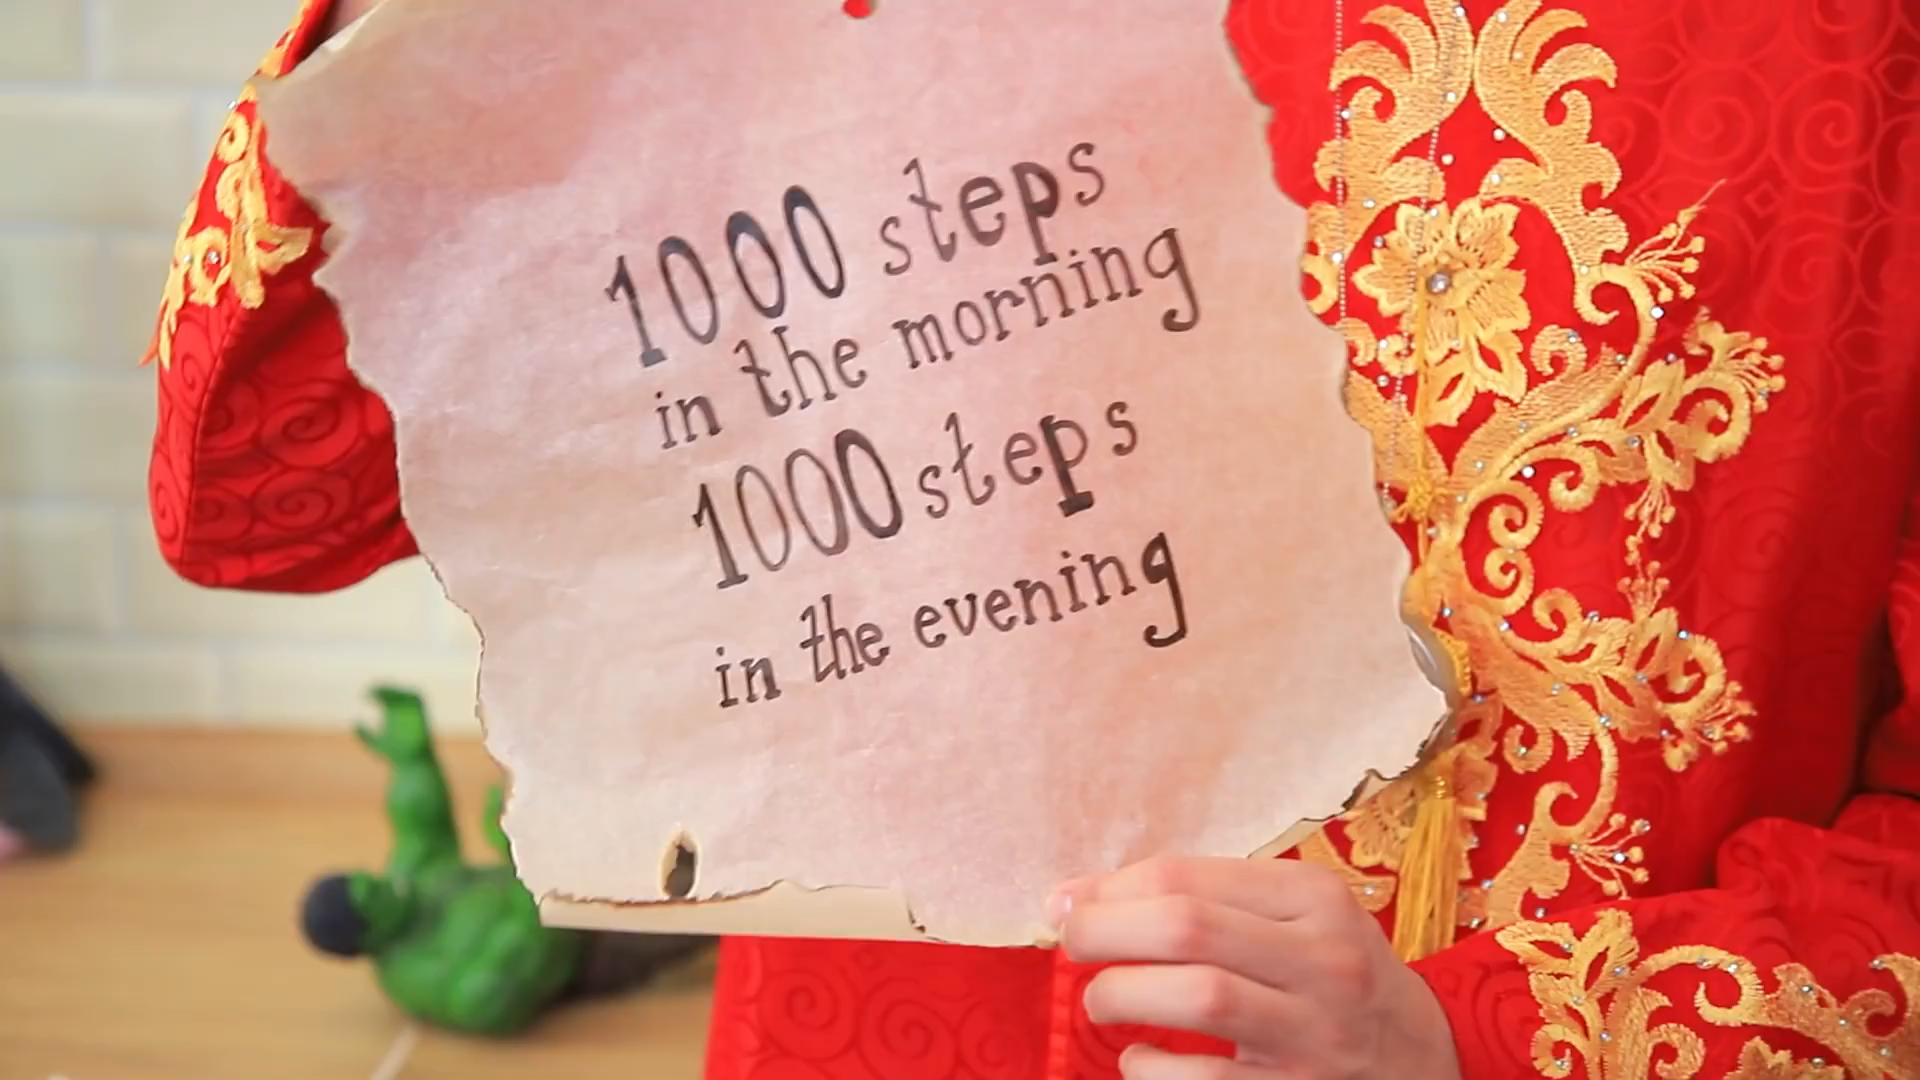 1000 steps
in the morning
1000 steps
in the evening